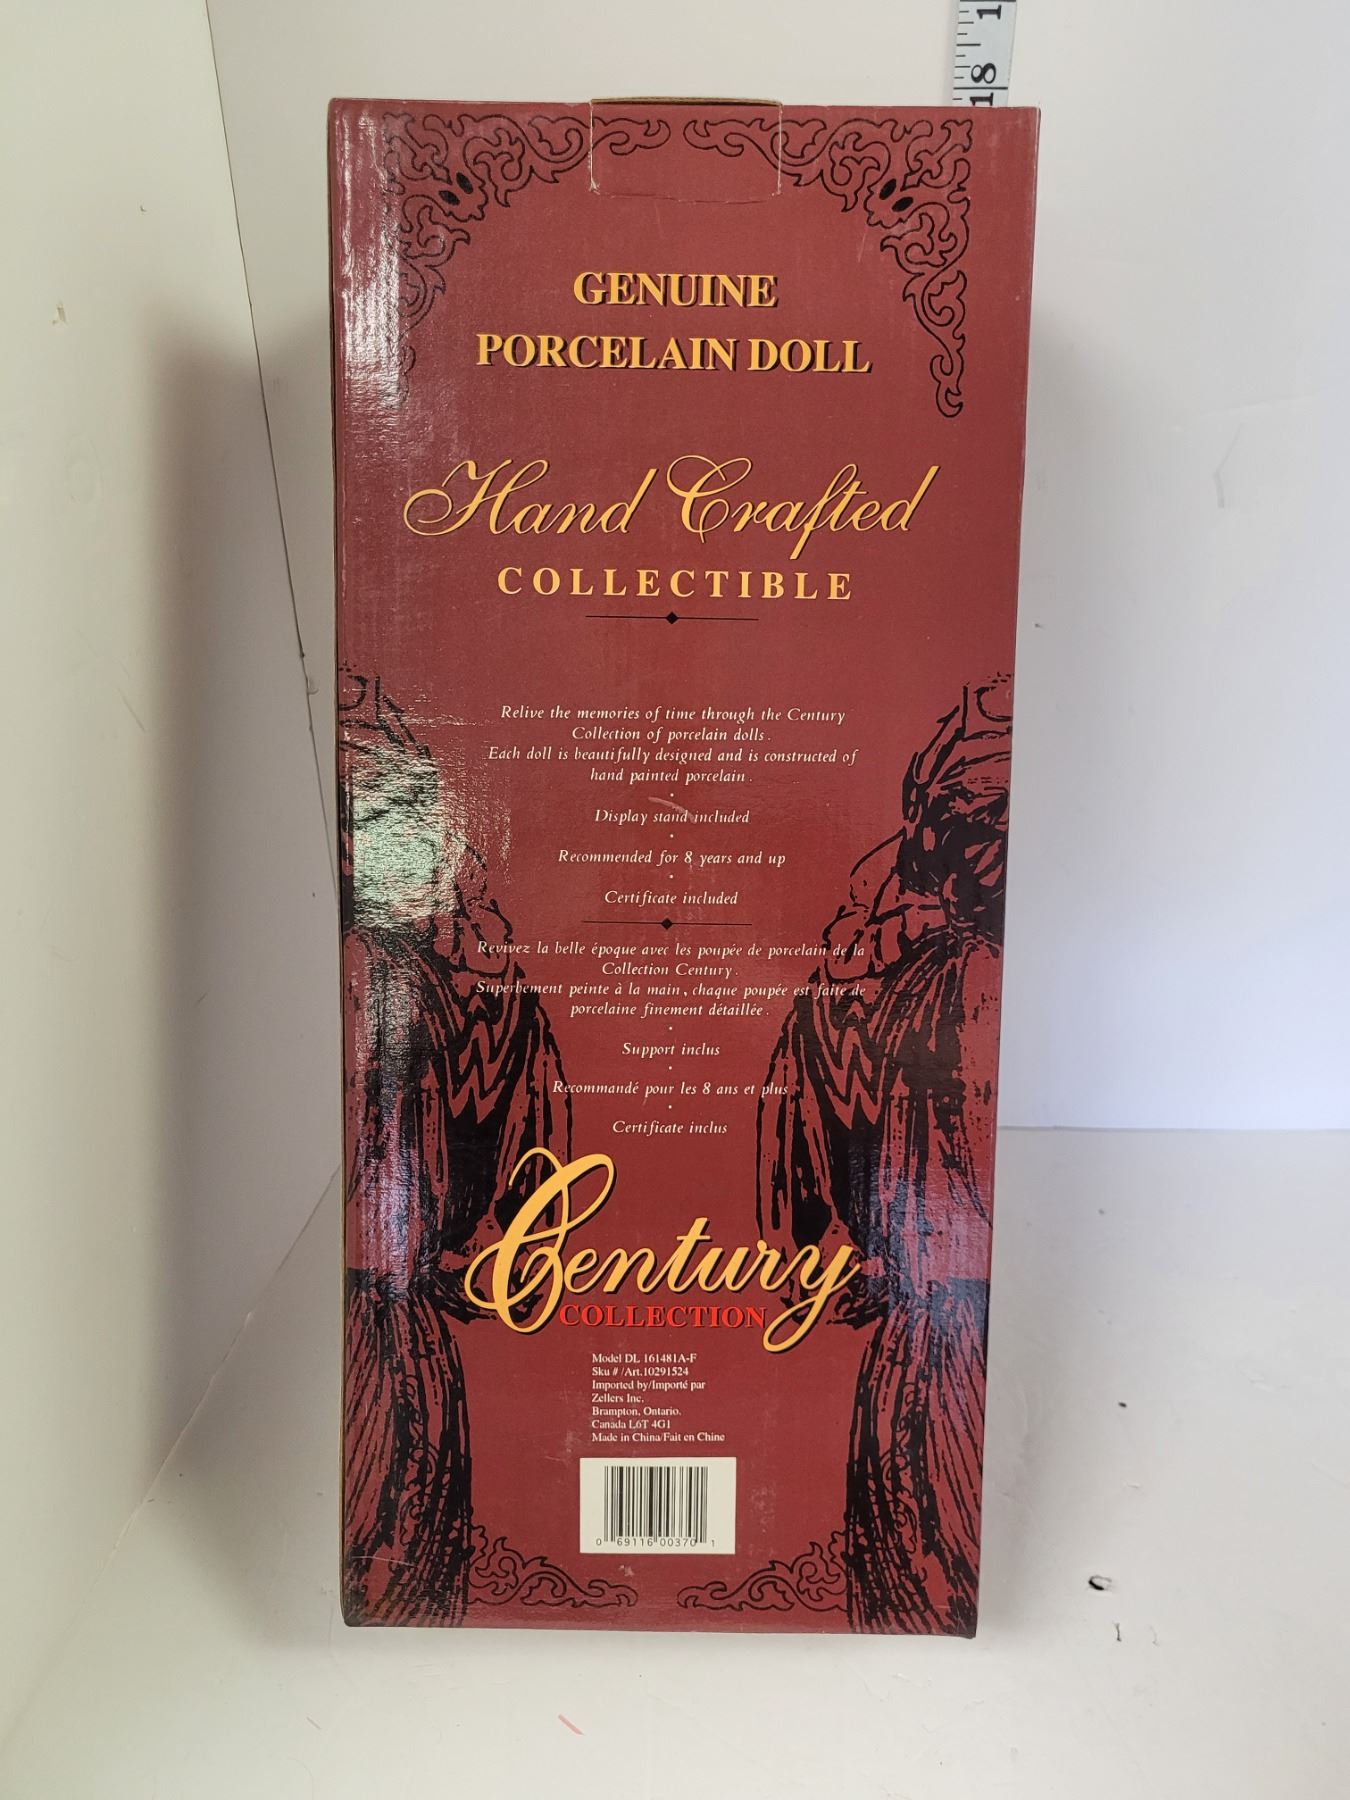 18 1
GENUINE
PORCELAIN DOLL
Hand Crafted
COLLECTIBLE
Relive the memories of time through the Century
Collection of porcelain dolls.
Each doll is beautifully designed and is constructed of
hand painted porcelain.
Display stand included
Recommended for 8 years and up
Certificate included
Revivez la belle époque avec les poupée de porcelain de la
Collection Century.
Superbement peinte à la main, chaque poupée est faite de
porcelaine finement détaillée.
Support inclus
Recommandé pour les 8 ans et plus
Certificate inclus
Century
COLLECTION
Model DL 161481A-F
Sku # /Art.10291524
Imported by/Importé par
Zellers Inc.
Brampton, Ontario.
Canada L6T 4G1
Made in China/Fait en Chine
0 69116 00370 1